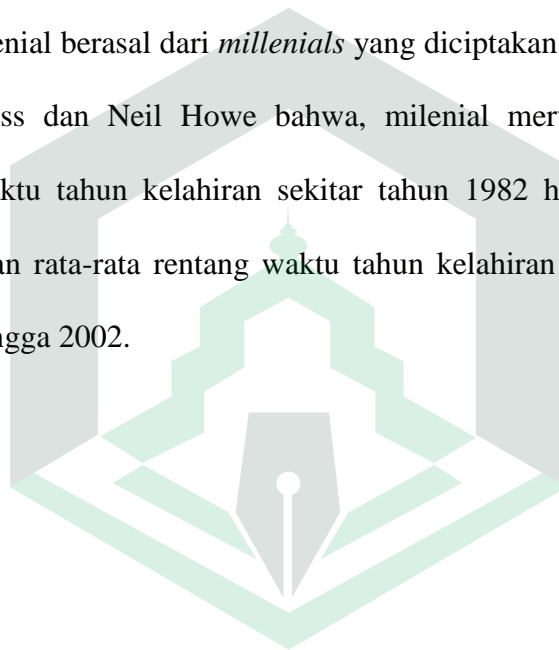 enial berasal dari millenials yang diciptakan
ss dan Neil Howe bahwa, milenial mer
ktu tahun kelahiran sekitar tahun 1982 h
n rata-rata rentang waktu tahun kelahiran
ngga 2002.